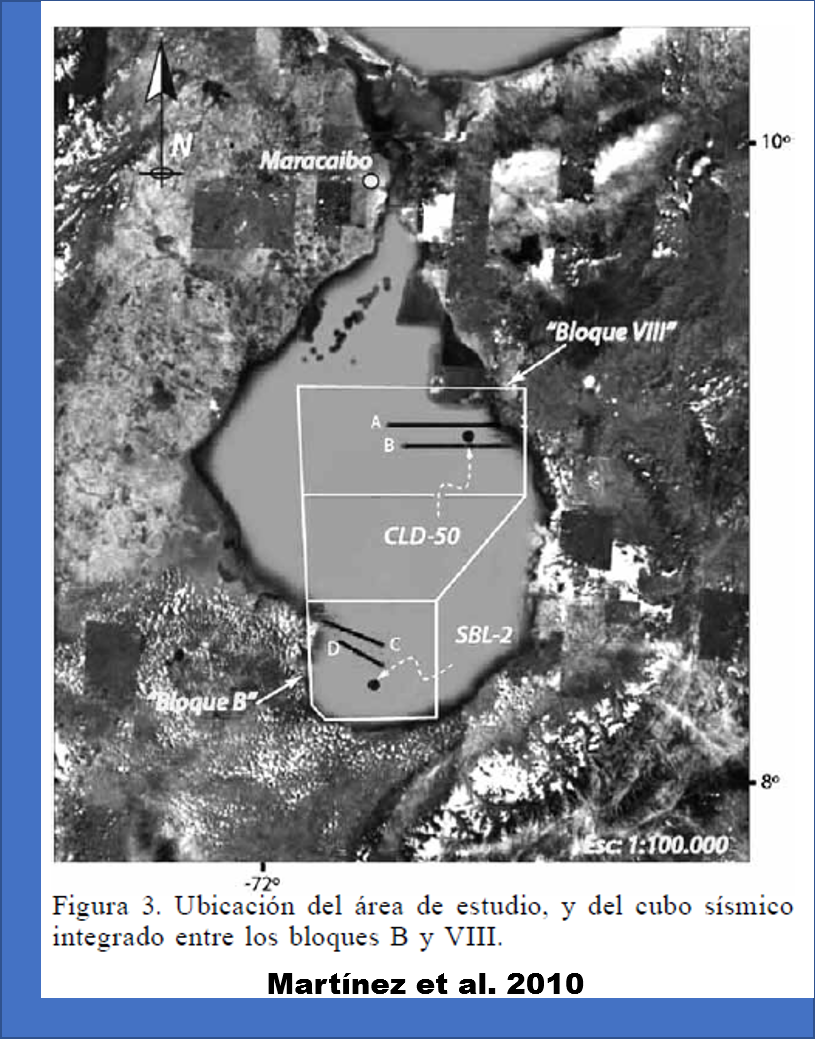 N
Maracaibo
10º
"Bloque VIII"
A
B
CLD-50
SBL-2
C
D
"Bloque B"
8º
Esc: 1:100.000
-72º
Figura 3. Ubicación del área de estudio, y del cubo sísmico
integrado entre los bloques B y VIII.
Martínez et al. 2010